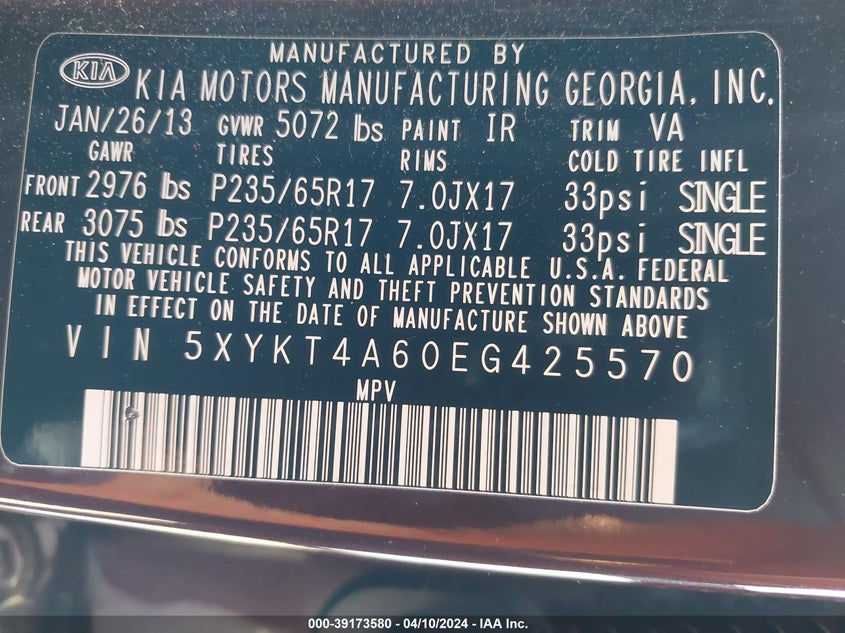 MANUFACTURED BY
KIA KIA MOTORS MANUFACTURING GEORGIA, INC.
JAN/26/13 GVWR 5072 lbs PAINT IR TRIM VA
GAWR TIRES RIMS COLD TIRE INFL
FRONT 2976 lbs P235/65R17 7.0JX17 33psi SINGLE
REAR 3075 lbs P235/65R17 7.0JX17 33psi SINGLE
THIS VEHICLE CONFORMS TO ALL APPLICABLE U.S.A. FEDERAL
MOTOR VEHICLE SAFETY AND THEFT PREVENTION STANDARDS
IN EFFECT ON THE DATE OF MANUFACTURE SHOWN ABOVE
VIN 5XYKT4A60EG425570
MPV
000-39173580 - 04/10/2024 - IAA Inc.